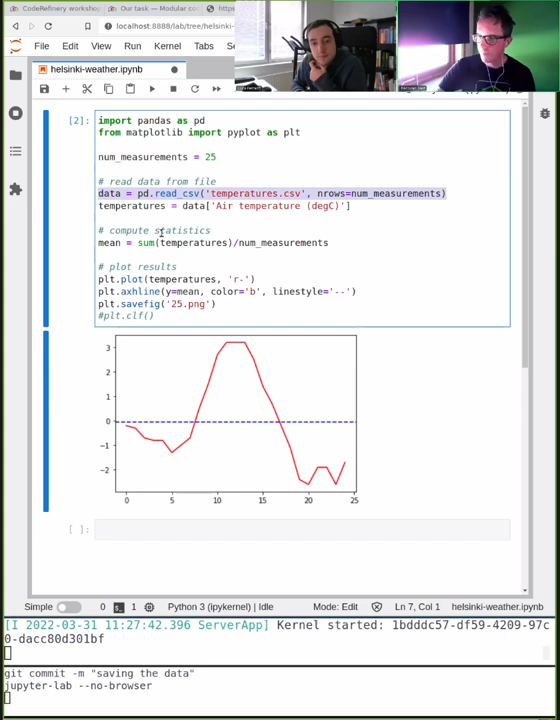 CodeRefinery workshop
Our task — Modular co
http
localhost:8888/lab/tree/helsinki-
File Edit View Run Kernel Tabs
helsinki-weather.ipynb
[2]:
import pandas as pd
from matplotlib import pyplot as plt
num_measurements = 25
# read data from file
data = pd.read_csv('temperatures.csv', nrows=num_measurements)
temperatures = data['Air temperature (degC)']
# compute statistics
mean = sum(temperatures)/num_measurements
# plot results
plt.plot(temperatures, 'r-')
plt.axhline(y=mean, color='b', linestyle='--')
plt.savefig('25.png')
#plt.clf()
3
2
1
0
−1
−2
0 5 10 15 20 25
[ ]:
Simple 0 1 Python 3 (ipykernel) | Idle Mode: Edit Ln 7, Col 1 helsinki-weather.ipynb
[I 2022-03-31 11:27:42.396 ServerApp] Kernel started: 1bdddc57-df59-4209-97c
0-dacc80d301bf
git commit -m "saving the data"
jupyter-lab --no-browser